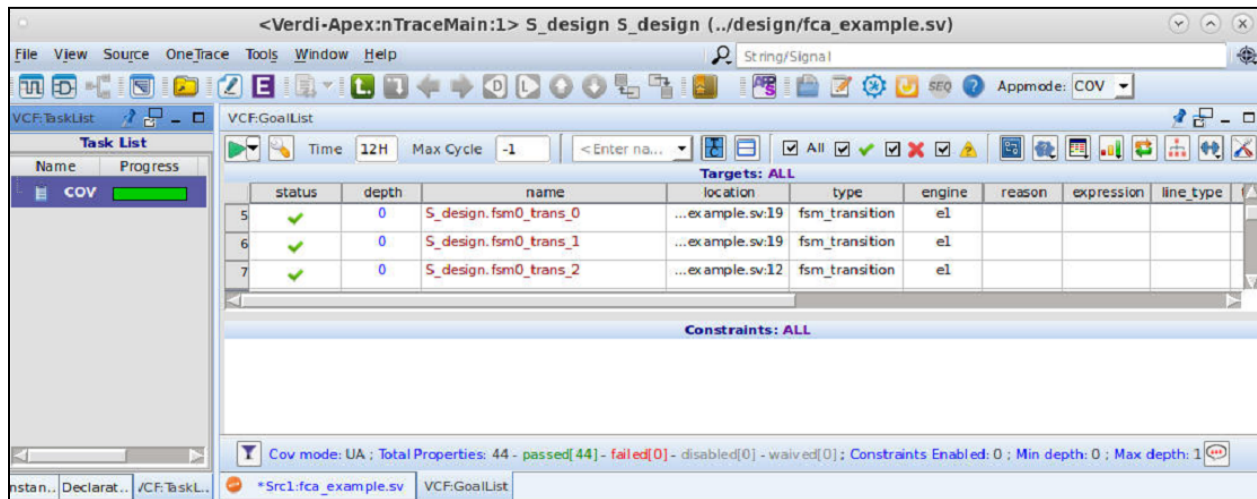 <Verdi-Apex:nTraceMain:1> S_design S_design (../design/fca_example.sv)
File View Source OneTrace Tools Window Help String/Signal
Appmode: COV
VCF:TaskList VCF:GoalList
Task List
Name Progress
COV
Time 12H Max Cycle -1 <Enter na... All
Targets: ALL
status depth name location type engine reason expression line_type
5 0 S_design.fsm0_trans_0 ...example.sv:19 fsm_transition e1
6 0 S_design.fsm0_trans_1 ...example.sv:19 fsm_transition e1
7 0 S_design.fsm0_trans_2 ...example.sv:12 fsm_transition e1
Constraints: ALL
Cov mode: UA ; Total Properties: 44 - passed[44] - failed[0] - disabled[0] - waived[0] ; Constraints Enabled: 0 ; Min depth: 0 ; Max depth: 1
nstan.. Declarat.. /CF:TaskL.. *Src1:fca_example.sv VCF:GoalList